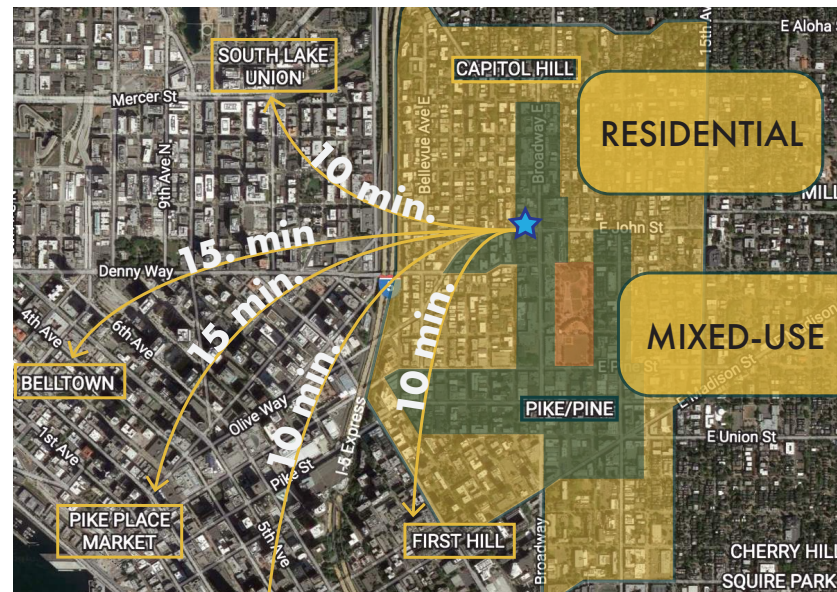 SOUTH LAKE
UNION
CAPITOL HILL
15th Av
E Aloha S
Mercer St
9th Ave N
Bellevue Ave E
Broadway E
RESIDENTIAL
MILL
10 min.
15. min
E John St
Denny Way
15 min.
4th Ave
6th Ave
MIXED-USE
BELLTOWN
10 min.
10 min.
E Madison St
Olive Way
PIKE/PINE
1st Ave
I-5 Express
E Union St
Pike St
PIKE PLACE
MARKET
5th Ave
FIRST HILL
Broadway
CHERRY HILL
SQUIRE PARK